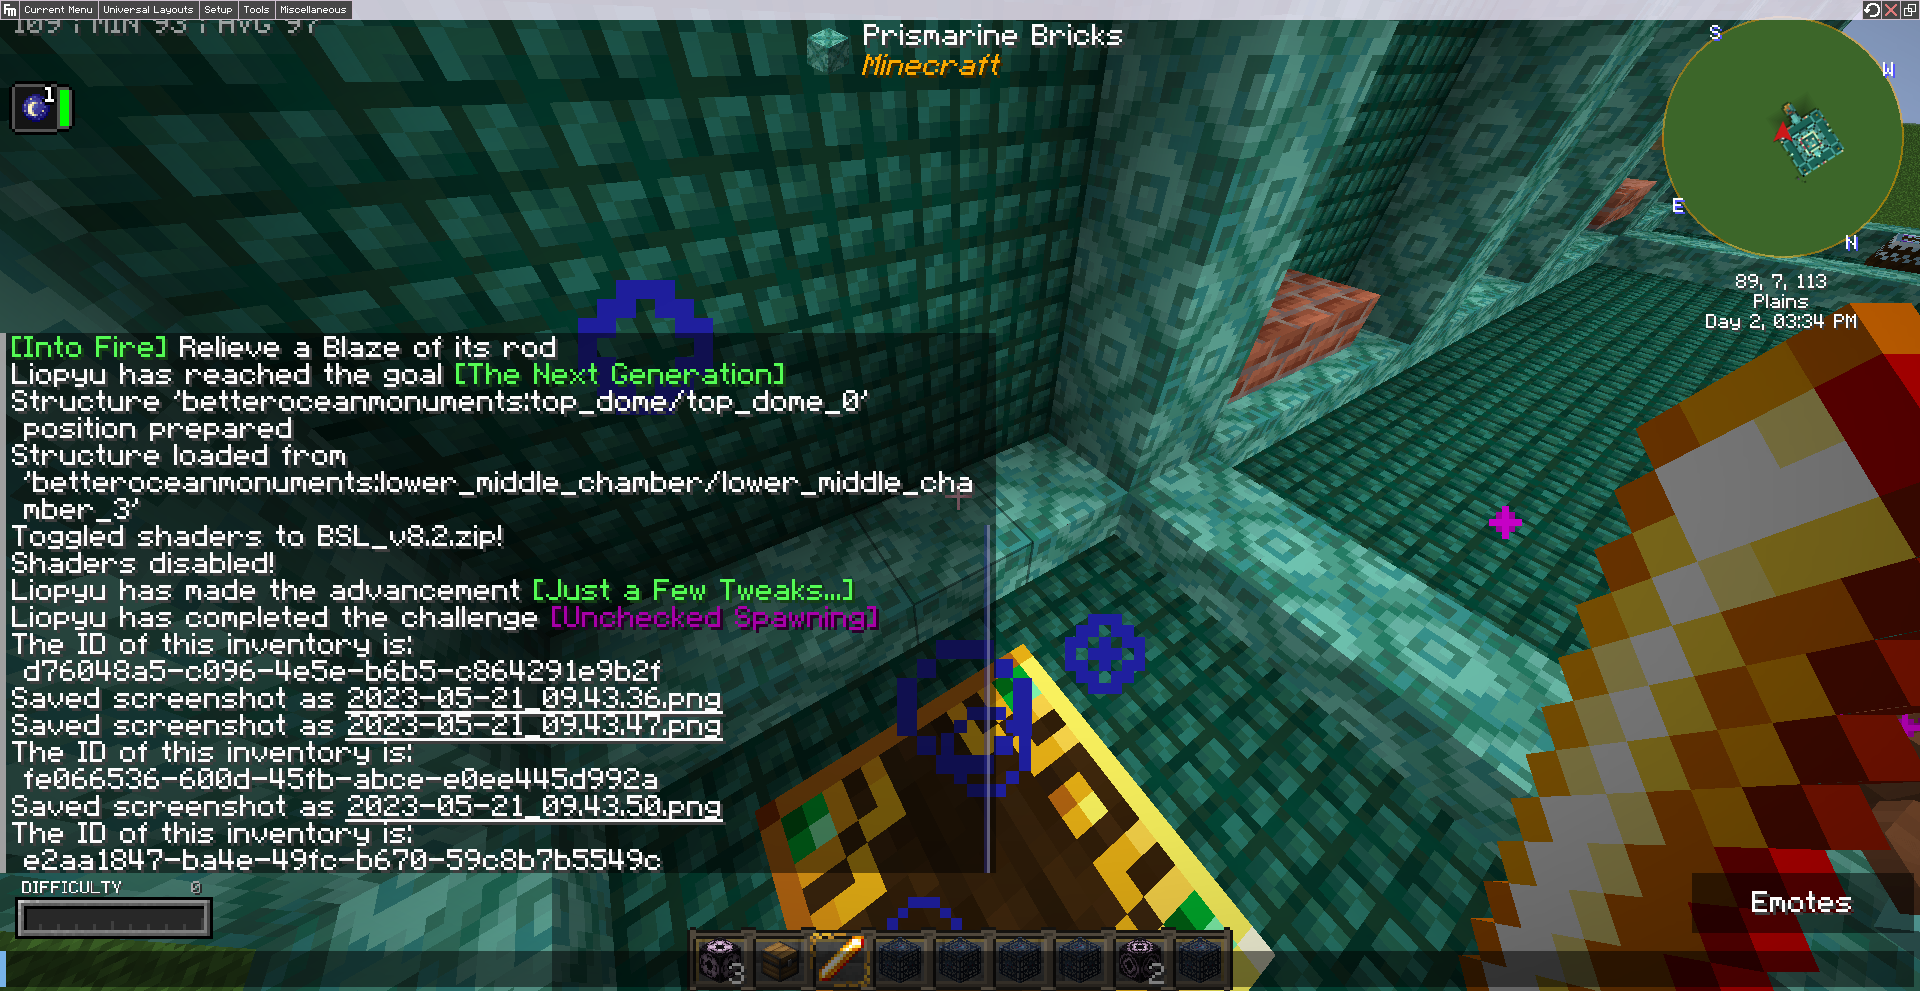 Fm Current Menu Universal Layouts Setup Tools Miscellaneous
109 | MIN 93 | AVG 97
Prismarine Bricks
Minecraft
1
S
W
E
N
89, 7, 113
Plains
Day 2, 03:34 PM
[Into Fire] Relieve a Blaze of its rod
Liopyu has reached the goal [The Next Generation]
Structure 'betteroceanmonuments:top_dome/top_dome_0'
position prepared
Structure loaded from
'betteroceanmonuments:lower_middle_chamber/lower_middle_cha
mber_3'
Toggled shaders to BSL_v8.2.zip!
Shaders disabled!
Liopyu has made the advancement [Just a Few Tweaks...]
Liopyu has completed the challenge [Unchecked Spawning]
The ID of this inventory is:
d76048a5-c096-4e5e-b6b5-c864291e9b2f
Saved screenshot as 2023-05-21_09.43.36.png
Saved screenshot as 2023-05-21_09.43.47.png
The ID of this inventory is:
fe066536-600d-45fb-abce-e0ee445d992a
Saved screenshot as 2023-05-21_09.43.50.png
The ID of this inventory is:
e2aa1847-ba4e-49fc-b670-59c8b7b5549c
DIFFICULTY 0
Emotes
3 2